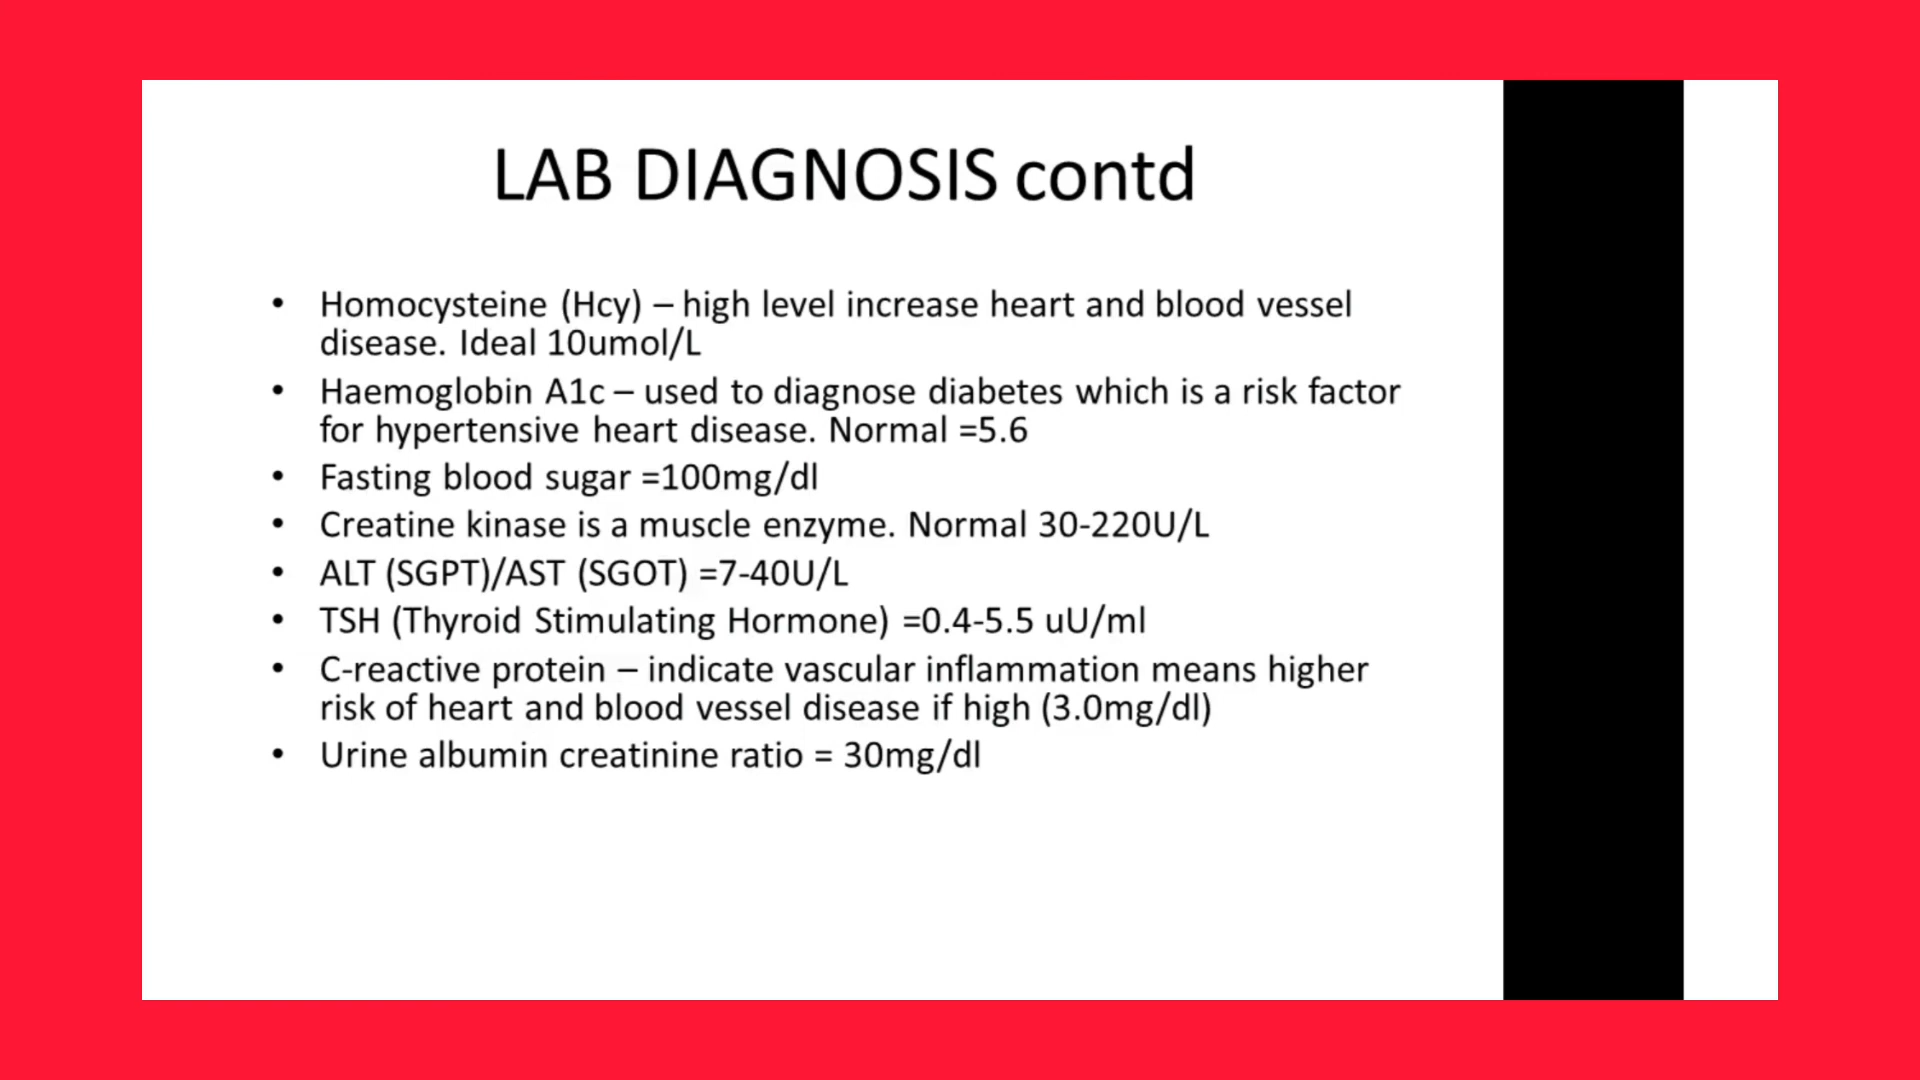 LAB DIAGNOSIS contd
• Homocysteine (Hcy) – high level increase heart and blood vessel
disease. Ideal 10umol/L
• Haemoglobin A1c – used to diagnose diabetes which is a risk factor
for hypertensive heart disease. Normal =5.6
• Fasting blood sugar =100mg/dl
• Creatine kinase is a muscle enzyme. Normal 30-220U/L
• ALT (SGPT)/AST (SGOT) =7-40U/L
• TSH (Thyroid Stimulating Hormone) =0.4-5.5 uU/ml
• C-reactive protein – indicate vascular inflammation means higher
risk of heart and blood vessel disease if high (3.0mg/dl)
• Urine albumin creatinine ratio = 30mg/dl